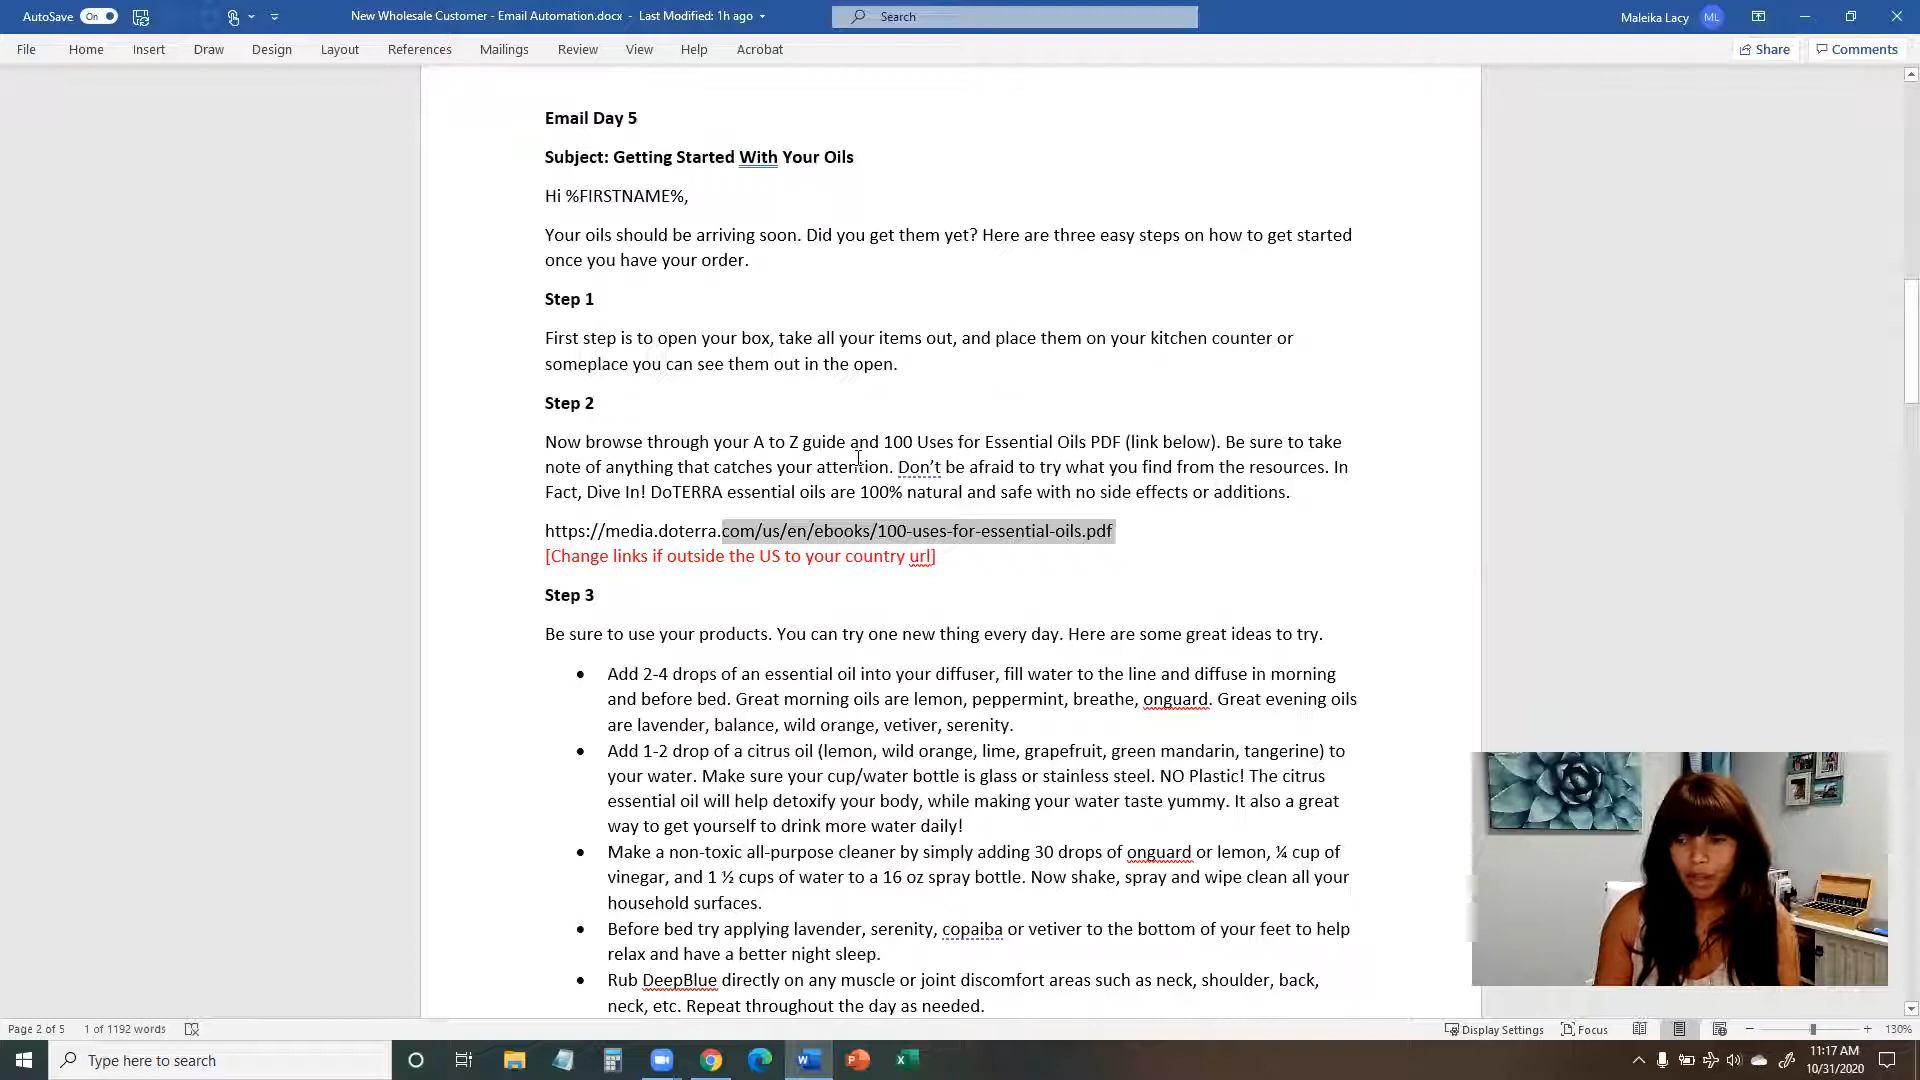 AutoSave On New Wholesale Customer - Email Automation.docx - Last Modified: 1h ago Search Maleika Lacy ML
File Home Insert Draw Design Layout References Mailings Review View Help Acrobat Share Comments
Email Day 5
Subject: Getting Started With Your Oils
Hi %FIRSTNAME%,
Your oils should be arriving soon. Did you get them yet? Here are three easy steps on how to get started
once you have your order.
Step 1
First step is to open your box, take all your items out, and place them on your kitchen counter or
someplace you can see them out in the open.
Step 2
Now browse through your A to Z guide and 100 Uses for Essential Oils PDF (link below). Be sure to take
note of anything that catches your attention. Don’t be afraid to try what you find from the resources. In
Fact, Dive In! DoTERRA essential oils are 100% natural and safe with no side effects or additions.
https://media.doterra.com/us/en/ebooks/100-uses-for-essential-oils.pdf
[Change links if outside the US to your country url]
Step 3
Be sure to use your products. You can try one new thing every day. Here are some great ideas to try.
• Add 2-4 drops of an essential oil into your diffuser, fill water to the line and diffuse in morning
and before bed. Great morning oils are lemon, peppermint, breathe, onguard. Great evening oils
are lavender, balance, wild orange, vetiver, serenity.
• Add 1-2 drop of a citrus oil (lemon, wild orange, lime, grapefruit, green mandarin, tangerine) to
your water. Make sure your cup/water bottle is glass or stainless steel. NO Plastic! The citrus
essential oil will help detoxify your body, while making your water taste yummy. It also a great
way to get yourself to drink more water daily!
• Make a non-toxic all-purpose cleaner by simply adding 30 drops of onguard or lemon, ¼ cup of
vinegar, and 1 ½ cups of water to a 16 oz spray bottle. Now shake, spray and wipe clean all your
household surfaces.
• Before bed try applying lavender, serenity, copaiba or vetiver to the bottom of your feet to help
relax and have a better night sleep.
• Rub DeepBlue directly on any muscle or joint discomfort areas such as neck, shoulder, back,
neck, etc. Repeat throughout the day as needed.
Page 2 of 5 1 of 1192 words Display Settings Focus 130%
Type here to search
11:17 AM
10/31/2020